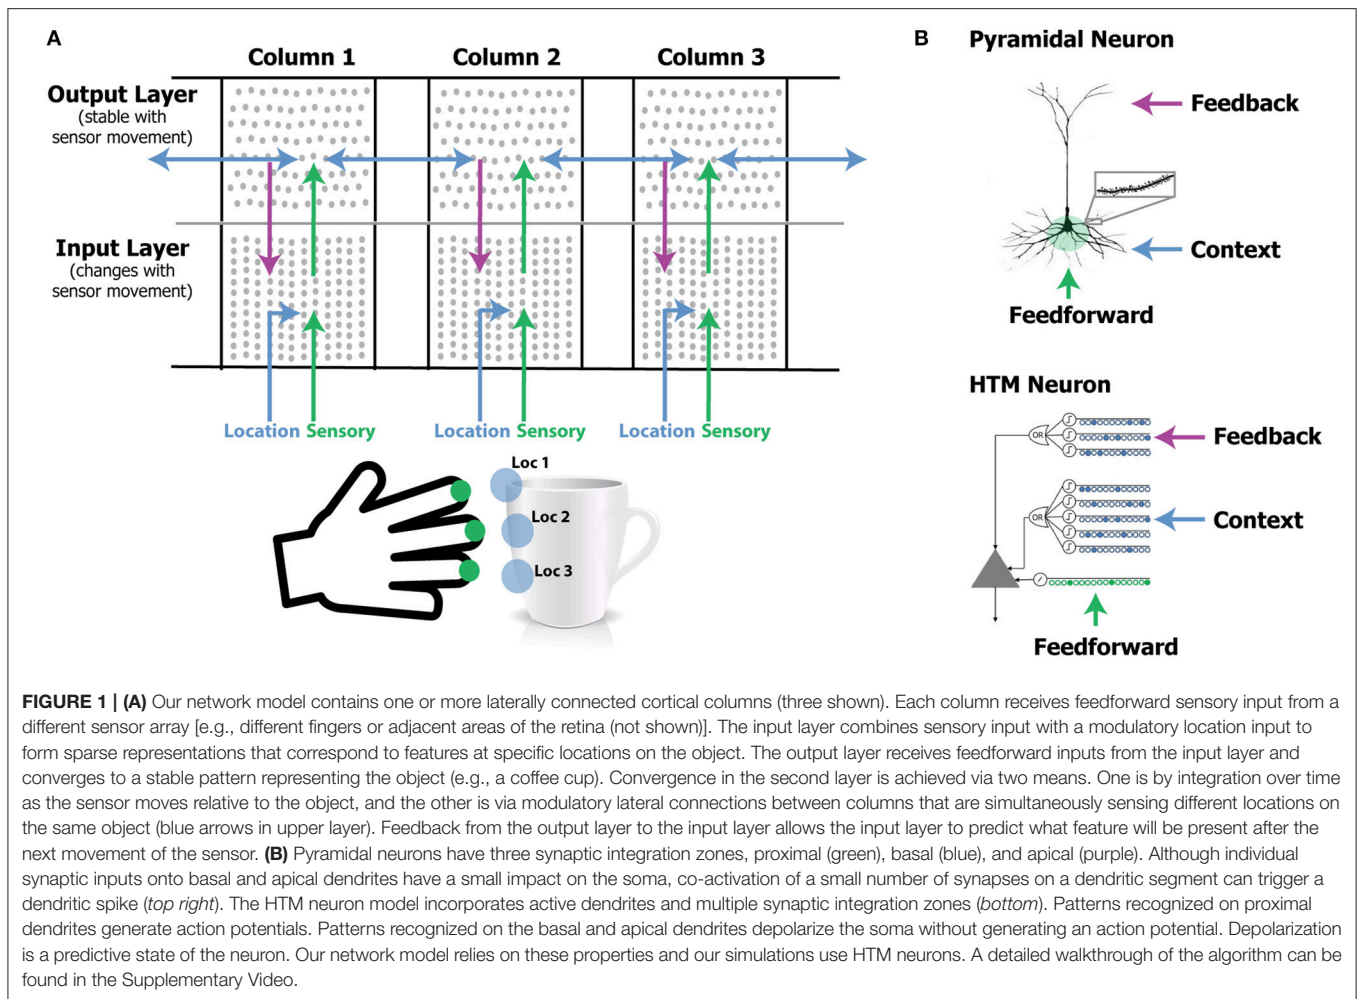 A
Column 1
Column 2
Column 3
Output Layer
(stable with
sensor movement)
Input Layer
(changes with
sensor movement)
Location Sensory
Location Sensory
Location Sensory
Loc 1
Loc 2
Loc 3
B
Pyramidal Neuron
Feedback
Context
Feedforward
HTM Neuron
OR
Feedback
OR
Context
Feedforward
FIGURE 1 | (A) Our network model contains one or more laterally connected cortical columns (three shown). Each column receives feedforward sensory input from a
different sensor array [e.g., different fingers or adjacent areas of the retina (not shown)]. The input layer combines sensory input with a modulatory location input to
form sparse representations that correspond to features at specific locations on the object. The output layer receives feedforward inputs from the input layer and
converges to a stable pattern representing the object (e.g., a coffee cup). Convergence in the second layer is achieved via two means. One is by integration over time
as the sensor moves relative to the object, and the other is via modulatory lateral connections between columns that are simultaneously sensing different locations on
the same object (blue arrows in upper layer). Feedback from the output layer to the input layer allows the input layer to predict what feature will be present after the
next movement of the sensor. (B) Pyramidal neurons have three synaptic integration zones, proximal (green), basal (blue), and apical (purple). Although individual
synaptic inputs onto basal and apical dendrites have a small impact on the soma, co-activation of a small number of synapses on a dendritic segment can trigger a
dendritic spike (top right). The HTM neuron model incorporates active dendrites and multiple synaptic integration zones (bottom). Patterns recognized on proximal
dendrites generate action potentials. Patterns recognized on the basal and apical dendrites depolarize the soma without generating an action potential. Depolarization
is a predictive state of the neuron. Our network model relies on these properties and our simulations use HTM neurons. A detailed walkthrough of the algorithm can be
found in the Supplementary Video.